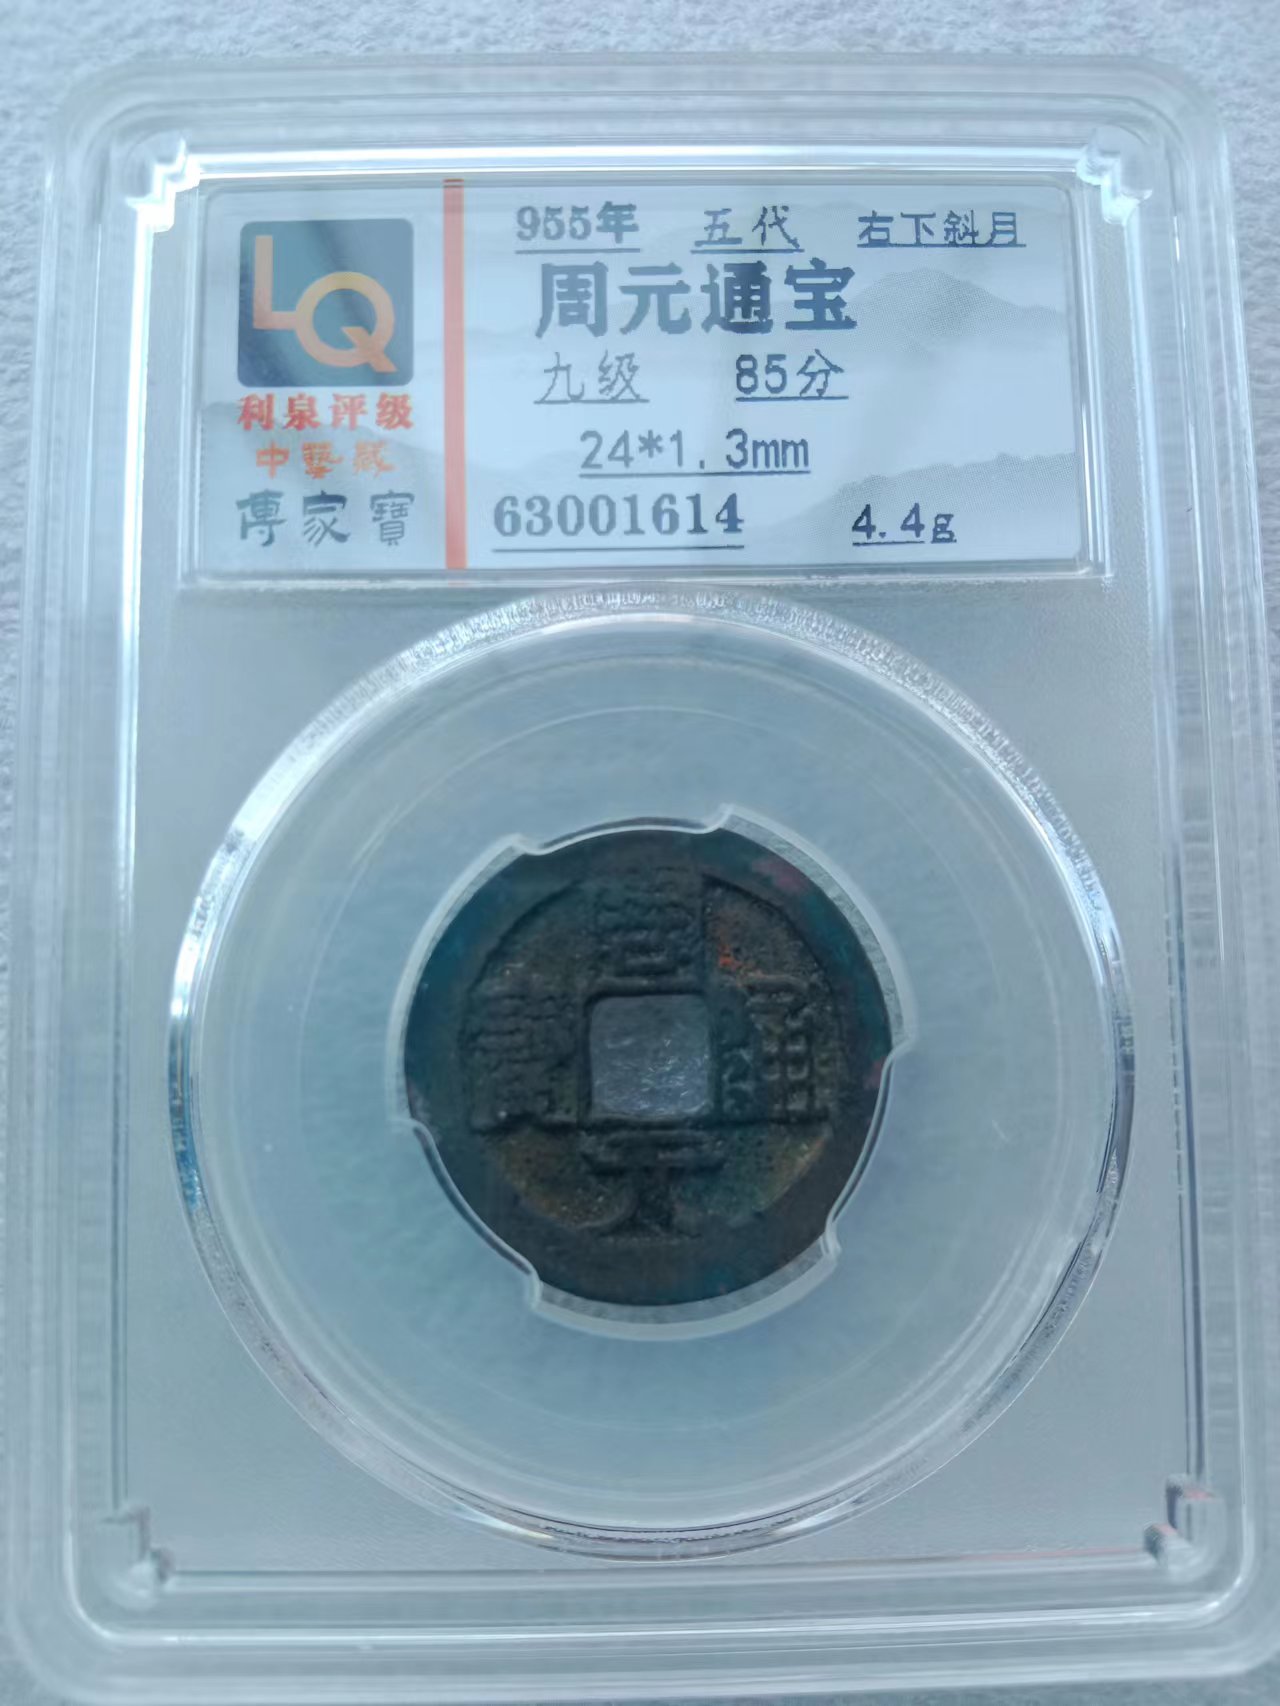 LQ
利泉评级
中藝藏
傳家寶
955年 五代 右下斜月
周元通宝
九级 85分
24*1.3mm
63001614 4.4g
周元通寶